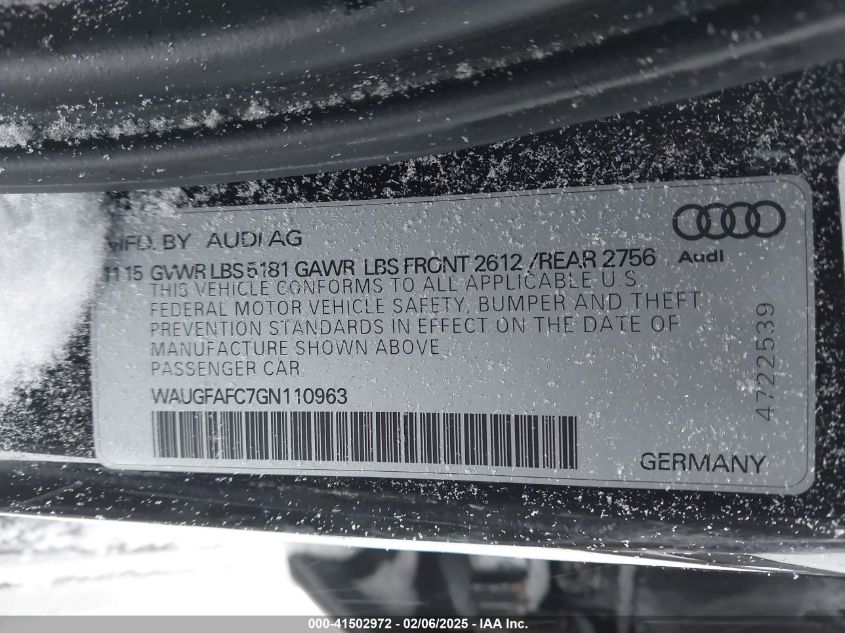 MFD. BY AUDI AG
11 15 GVWR LBS 5181 GAWR LBS FRONT 2612 /REAR 2756
Audi
THIS VEHICLE CONFORMS TO ALL APPLICABLE U.S.
FEDERAL MOTOR VEHICLE SAFETY, BUMPER AND THEFT
PREVENTION STANDARDS IN EFFECT ON THE DATE OF
MANUFACTURE SHOWN ABOVE
PASSENGER CAR
WAUGFAFC7GN110963
4722539
GERMANY
000-41502972 - 02/06/2025 - IAA Inc.